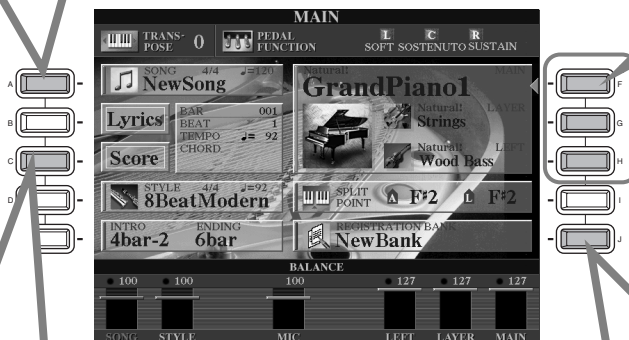 MAIN
TRANS-
POSE 0
PEDAL
FUNCTION
L C R
SOFT SOSTENUTO SUSTAIN
A
B
C
D
SONG 4/4 ♩=120
NewSong
Lyrics
Score
BAR 001
BEAT 1
TEMPO ♩= 92
CHORD
STYLE 4/4 ♩=92
8BeatModern
INTRO ENDING
4bar-2 6bar
Natural! MAIN
GrandPiano1
Natural! LAYER
Strings
Natural! LEFT
Wood Bass
SPLIT
POINT A F♯2 L F♯2
REGISTRATION BANK
NewBank
F
G
H
I
J
BALANCE
100 100 100 127 127 127
SONG STYLE MIC LEFT LAYER MAIN